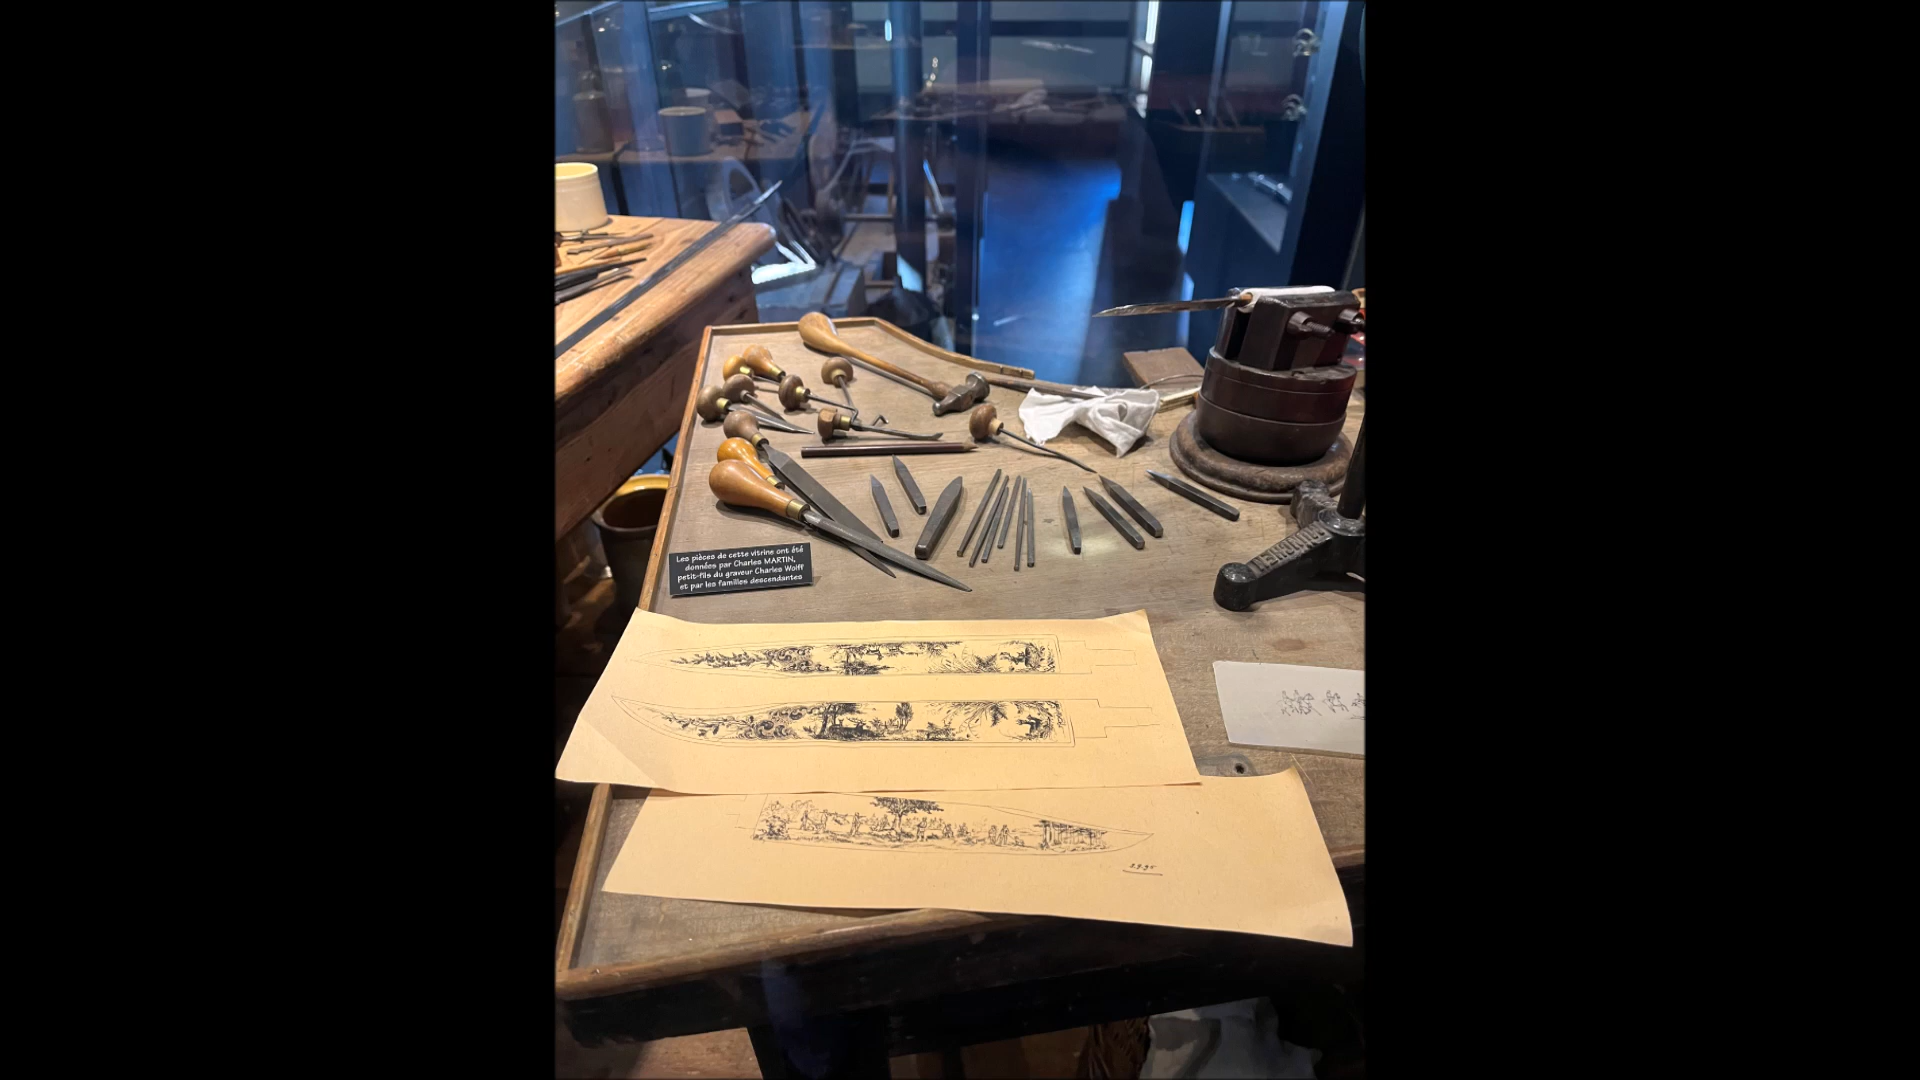 Les pièces de cette vitrine ont été
données par Charles MARTIN,
petit-fils du graveur Charles Wolff
et par les familles descendantes